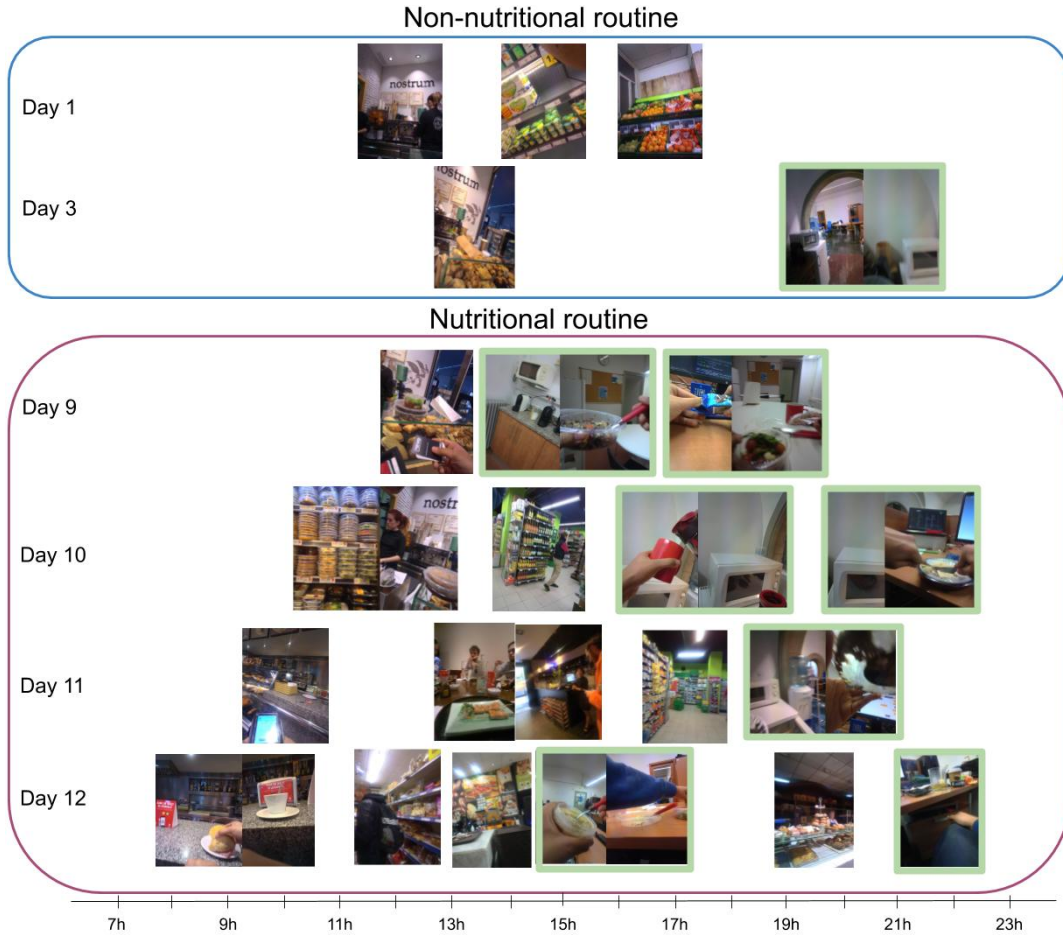 Non-nutritional routine
Day 1
nostrum
Day 3
nostrum
Nutritional routine
Day 9
Day 10
nostr
Day 11
Day 12
7h 9h 11h 13h 15h 17h 19h 21h 23h